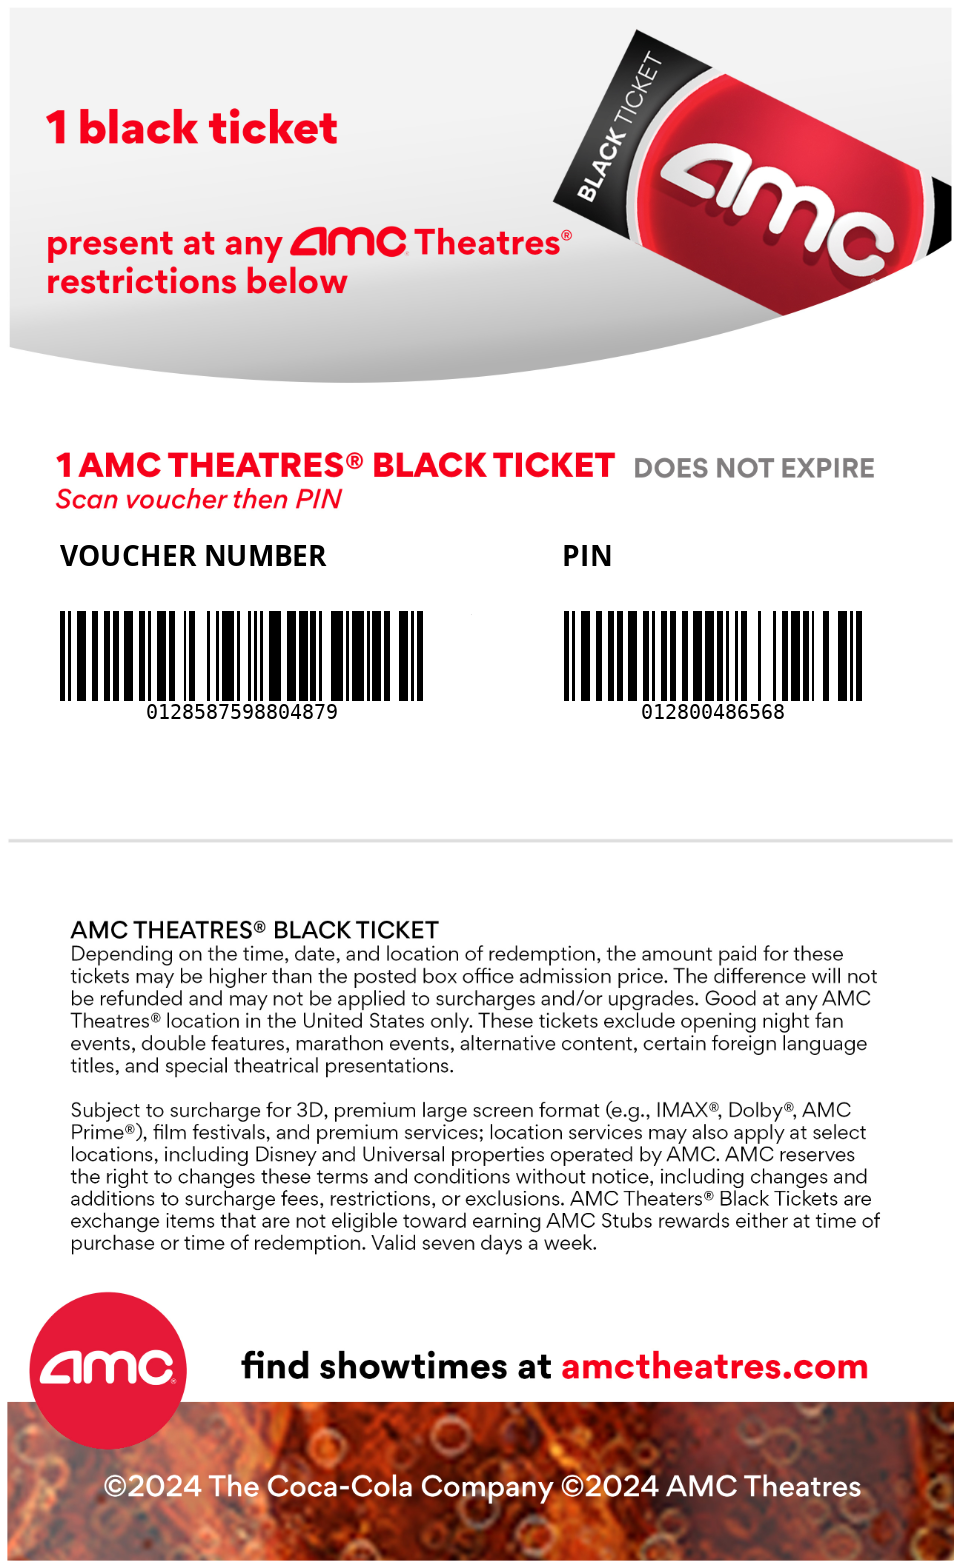 1 black ticket
BLACK TICKET
amc
present at any amc Theatres®
restrictions below
1 AMC THEATRES® BLACK TICKET DOES NOT EXPIRE
Scan voucher then PIN
VOUCHER NUMBER PIN
0128587598804879 012800486568
AMC THEATRES® BLACK TICKET
Depending on the time, date, and location of redemption, the amount paid for these
tickets may be higher than the posted box office admission price. The difference will not
be refunded and may not be applied to surcharges and/or upgrades. Good at any AMC
Theatres® location in the United States only. These tickets exclude opening night fan
events, double features, marathon events, alternative content, certain foreign language
titles, and special theatrical presentations.
Subject to surcharge for 3D, premium large screen format (e.g., IMAX®, Dolby®, AMC
Prime®), film festivals, and premium services; location services may also apply at select
locations, including Disney and Universal properties operated by AMC. AMC reserves
the right to changes these terms and conditions without notice, including changes and
additions to surcharge fees, restrictions, or exclusions. AMC Theaters® Black Tickets are
exchange items that are not eligible toward earning AMC Stubs rewards either at time of
purchase or time of redemption. Valid seven days a week.
amc®
find showtimes at amctheatres.com
©2024 The Coca-Cola Company ©2024 AMC Theatres